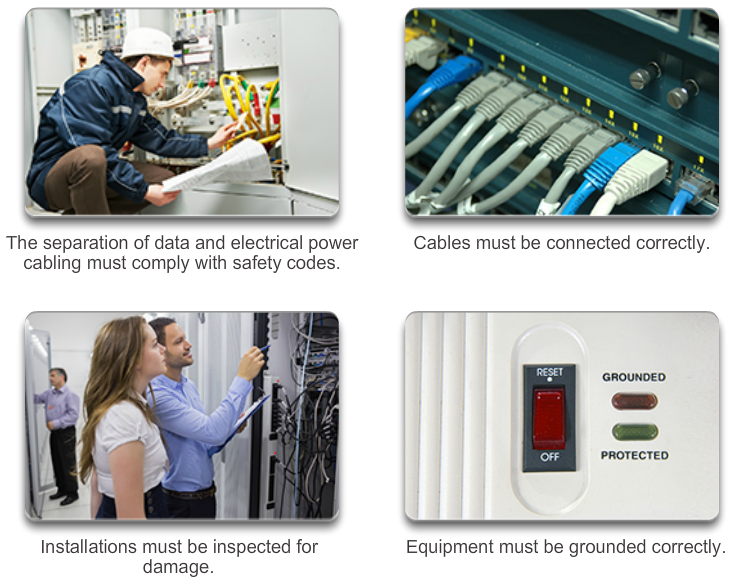 The separation of data and electrical power
cabling must comply with safety codes.
Cables must be connected correctly.
Installations must be inspected for
damage.
RESET
OFF
GROUNDED
PROTECTED
Equipment must be grounded correctly.